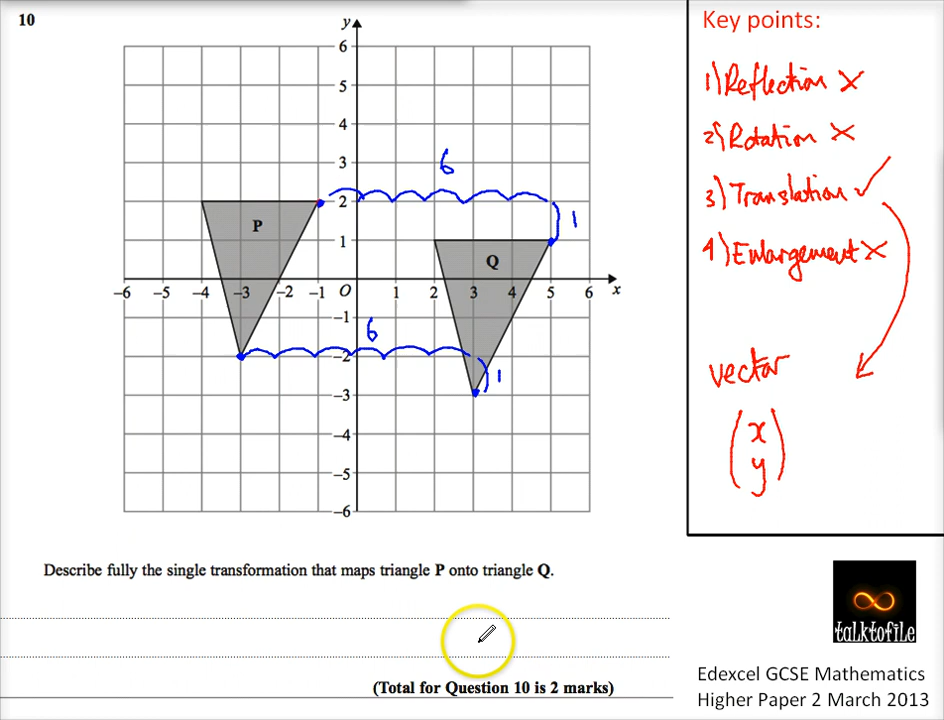 10
y
6
5
4
3
2
1
P
Q
-6 -5 -4 -3 -2 -1 O 1 2 3 4 5 6 x
-1
-2
-3
-4
-5
-6
6
1
6
1
Describe fully the single transformation that maps triangle P onto triangle Q.
(Total for Question 10 is 2 marks)
Key points:
1) Reflection ✗
2) Rotation ✗
3) Translation ✓
4) Enlargement ✗
vector
(x
y)
talktofile
Edexcel GCSE Mathematics
Higher Paper 2 March 2013